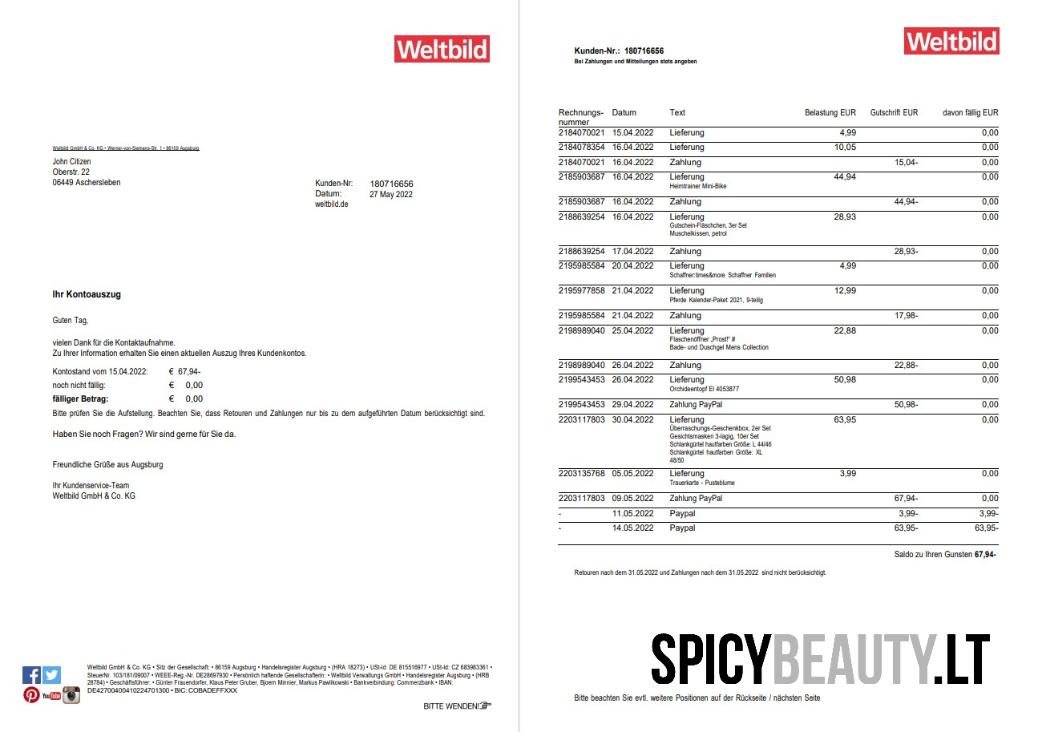 Weltbild
Weltbild GmbH & Co. KG • Werner-von-Siemens-Str. 1 • 86159 Augsburg
John Citizen
Oberstr. 22
06449 Aschersleben
Kunden-Nr: 180716656
Datum: 27 May 2022
weltbild.de
Ihr Kontoauszug
Guten Tag,
vielen Dank für die Kontaktaufnahme.
Zu Ihrer Information erhalten Sie einen aktuellen Auszug Ihres Kundenkontos.
Kontostand vom 15.04.2022: € 67,94-
noch nicht fällig: € 0,00
fälliger Betrag: € 0,00
Bitte prüfen Sie die Aufstellung. Beachten Sie, dass Retouren und Zahlungen nur bis zu dem aufgeführten Datum berücksichtigt sind.
Haben Sie noch Fragen? Wir sind gerne für Sie da.
Freundliche Grüße aus Augsburg
Ihr Kundenservice-Team
Weltbild GmbH & Co. KG
Weltbild GmbH & Co. KG • Sitz der Gesellschaft: • 86159 Augsburg • Handelsregister Augsburg • (HRA 18273) • USt-Id: DE 815516977 • USt-Id: CZ 683983361 •
SteuerNr: 103/181/09007 • WEEE-Reg.-Nr. DE28697930 • Persönlich haftende Gesellschafterin: • Weltbild Verwaltungs GmbH • Handelsregister Augsburg • (HRB
28784) • Geschäftsführer: • Günter Frauendorfer, Klaus Peter Gruber, Bjoern Minnier, Markus Pawlikowski • Bankverbindung: Commerzbank • IBAN:
DE42700400410224701300 • BIC: COBADEFFXXX
You Tube
BITTE WENDEN!
Weltbild
Kunden-Nr.: 180716656
Bei Zahlungen und Mitteilungen stets angeben
Rechnungs- Datum Text Belastung EUR Gutschrift EUR davon fällig EUR
nummer
2184070021 15.04.2022 Lieferung 4,99 0,00
2184078354 16.04.2022 Lieferung 10,05 0,00
2184070021 16.04.2022 Zahlung 15,04- 0,00
2185903687 16.04.2022 Lieferung 44,94 0,00
Heimtrainer Mini-Bike
2185903687 16.04.2022 Zahlung 44,94- 0,00
2188639254 16.04.2022 Lieferung 28,93 0,00
Gutschein-Fläschchen, 3er Set
Muschelkissen, petrol
2188639254 17.04.2022 Zahlung 28,93- 0,00
2195985584 20.04.2022 Lieferung 4,99 0,00
Schaffner:times&more Schaffner Familien
2195977858 21.04.2022 Lieferung 12,99 0,00
Pferde Kalender-Paket 2021, 9-teilig
2195985584 21.04.2022 Zahlung 17,98- 0,00
2198989040 25.04.2022 Lieferung 22,88 0,00
Flaschenöffner „Prost!" #
Bade- und Duschgel Mens Collection
2198989040 26.04.2022 Zahlung 22,88- 0,00
2199543453 26.04.2022 Lieferung 50,98 0,00
Orchideentopf EI 4053877
2199543453 29.04.2022 Zahlung PayPal 50,98- 0,00
2203117803 30.04.2022 Lieferung 63,95 0,00
Überraschungs-Geschenkbox, 2er Set
Gesichtsmasken 3-lagig, 10er Set
Schlankgürtel hautfarben Größe: L 44/46
Schlankgürtel hautfarben Größe: XL
48/50
2203135768 05.05.2022 Lieferung 3,99 0,00
Trauerkarte - Pusteblume
2203117803 09.05.2022 Zahlung PayPal 67,94- 0,00
- 11.05.2022 Paypal 3,99- 3,99-
- 14.05.2022 Paypal 63,95- 63,95-
Saldo zu Ihren Gunsten 67,94-
Retouren nach dem 31.05.2022 und Zahlungen nach dem 31.05.2022 sind nicht berücksichtigt.
SPICYBEAUTY.LT
Bitte beachten Sie evtl. weitere Positionen auf der Rückseite / nächsten Seite